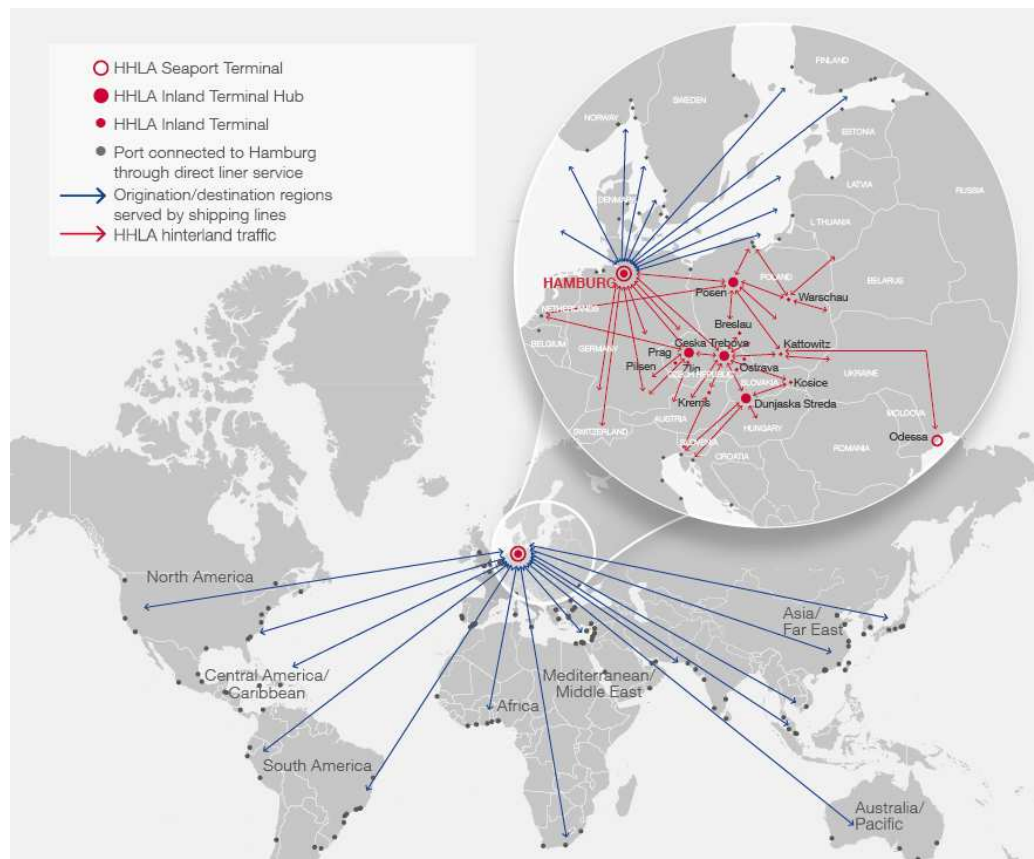 HHLA Seaport Terminal
HHLA Inland Terminal Hub
HHLA Inland Terminal
Port connected to Hamburg
through direct liner service
Origination/destination regions
served by shipping lines
HHLA hinterland traffic
FINLAND
SWEDEN
NORWAY
ESTONIA
RUSSIA
LATVIA
DENMARK
LITHUANIA
HAMBURG
POLAND
BELARUS
Posen
Warschau
NETHERLANDS
Breslau
BELGIUM
GERMANY
Ceska Trebova
Kattowitz
Prag
Pilsen
Zlin
Ostrava
CZECH REPUBLIC
SLOVAKIA
Kosice
UKRAINE
Krems
Dunjaska Streda
MOLDOVA
AUSTRIA
HUNGARY
SWITZERLAND
Odessa
SLOVENIA
CROATIA
ROMANIA
North America
Asia/
Far East
Central America/
Caribbean
Mediterranean/
Middle East
Africa
South America
Australia/
Pacific